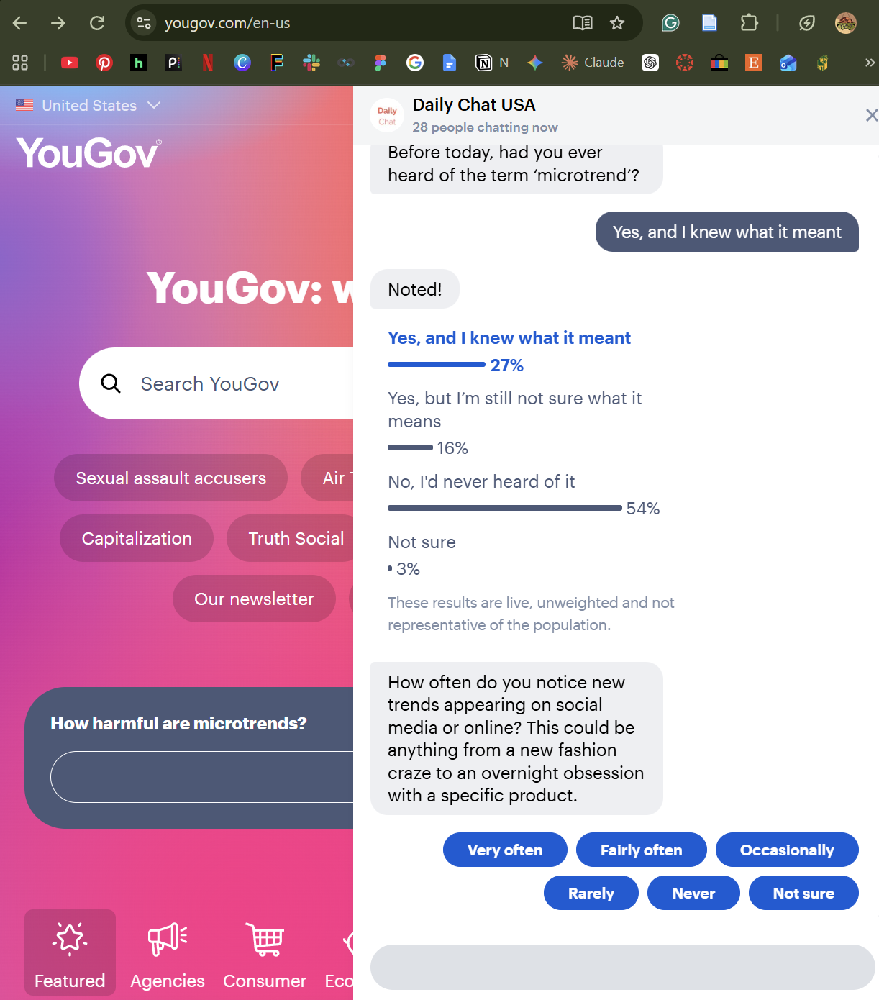 yougov.com/en-us
N
Claude
United States
YouGov®
YouGov:
Search YouGov
Sexual assault accusers
Air
Capitalization
Truth Social
Our newsletter
How harmful are microtrends?
Featured
Agencies
Consumer
Eco
Daily Chat
Daily Chat USA
28 people chatting now
Before today, had you ever
heard of the term ‘microtrend’?
Yes, and I knew what it meant
Noted!
Yes, and I knew what it meant
27%
Yes, but I’m still not sure what it
means
16%
No, I'd never heard of it
54%
Not sure
3%
These results are live, unweighted and not
representative of the population.
How often do you notice new
trends appearing on social
media or online? This could be
anything from a new fashion
craze to an overnight obsession
with a specific product.
Very often
Fairly often
Occasionally
Rarely
Never
Not sure